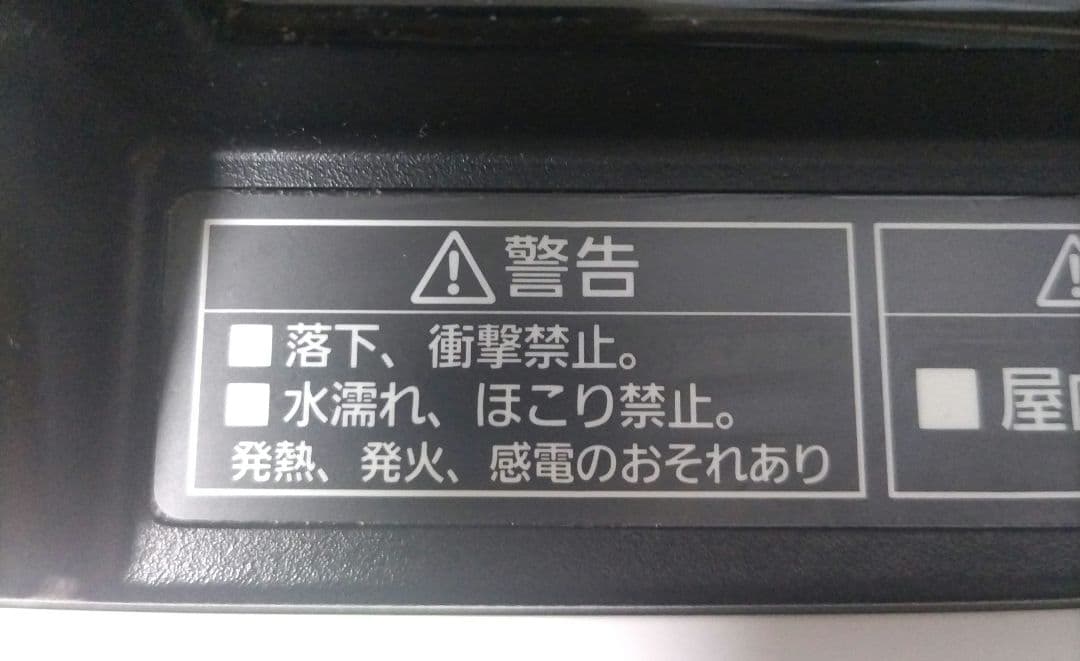 ⚠警告
■落下、衝撃禁止。
■水濡れ、ほこり禁止。
発熱、発火、感電のおそれあり
⚠
■屋